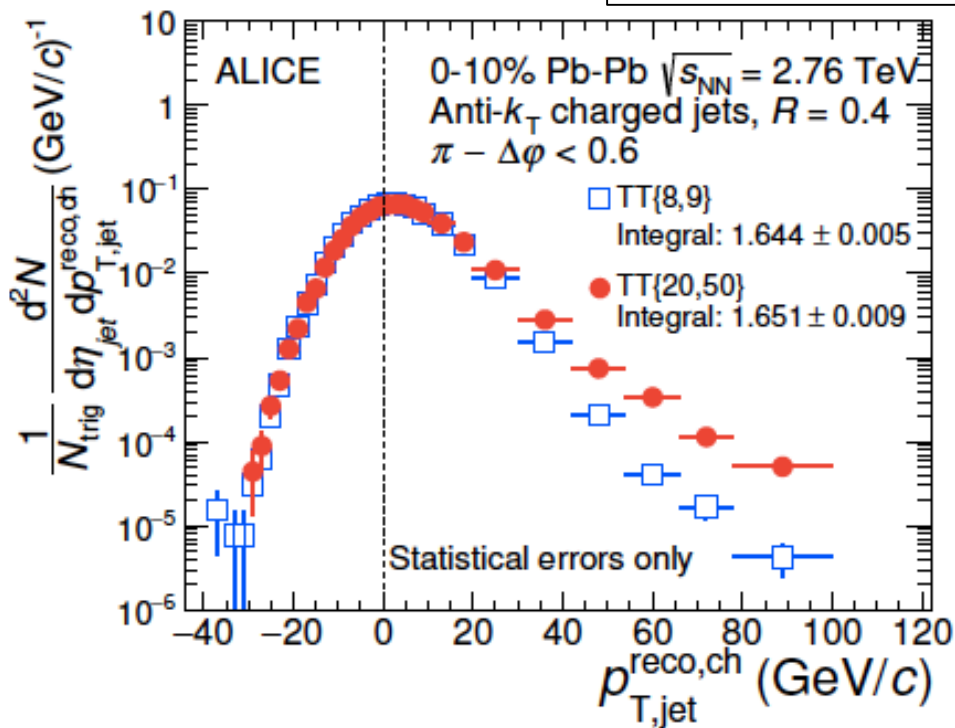 ALICE
0-10% Pb-Pb √s_NN = 2.76 TeV
Anti-k_T charged jets, R = 0.4
π − Δφ < 0.6
TT{8,9}
Integral: 1.644 ± 0.005
TT{20,50}
Integral: 1.651 ± 0.009
Statistical errors only
1/N_trig d²N/dη_jet dp_T,jet^reco,ch (GeV/c)^-1
10
1
10^−1
10^−2
10^−3
10^−4
10^−5
10^−6
−40 −20 0 20 40 60 80 100 120
p_T,jet^reco,ch (GeV/c)